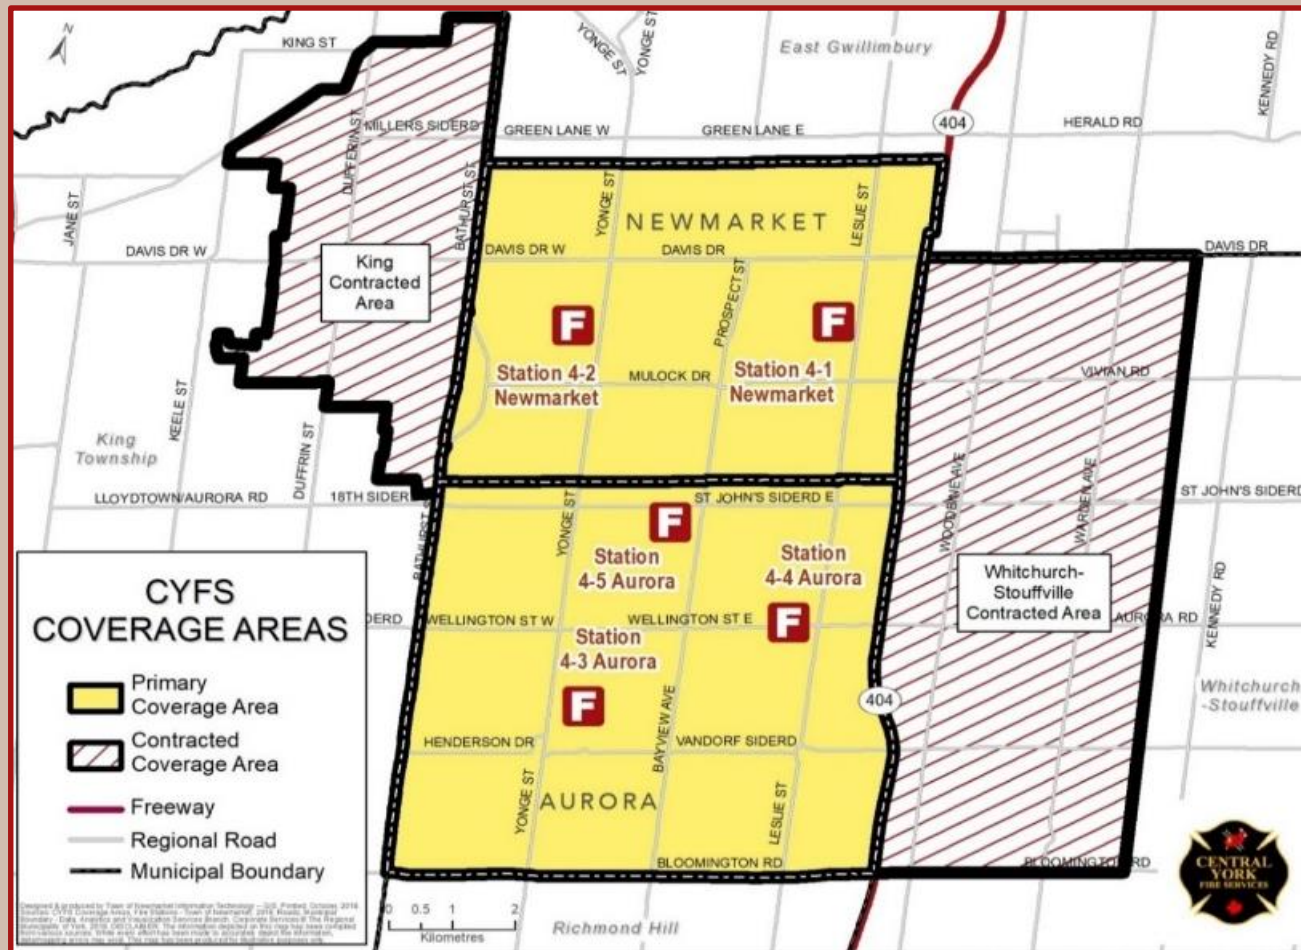 N
KING ST
YONGE ST
YONGE ST
East Gwillimbury
KENNEDY RD
MILLERS SIDERD
GREEN LANE W
GREEN LANE E
404
HERALD RD
DUFFERIN ST
BATHURST ST
YONGE ST
NEWMARKET
LESLIE ST
JANE ST
DAVIS DR W
DAVIS DR W
DAVIS DR
DAVIS DR
King
Contracted
Area
PROSPECT ST
F
F
Station 4-2
Newmarket
MULOCK DR
Station 4-1
Newmarket
VIVIAN RD
KEELE ST
King
Township
DUFFRIN ST
WOODBINE AVE
WARDEN AVE
LLOYDTOWN/AURORA RD
18TH SIDER
ST JOHN'S SIDERD E
ST JOHN'S SIDERD
BATHURST S
YONGE ST
F
Station
4-5 Aurora
Station
4-4 Aurora
F
Whitchurch-
Stouffville
Contracted Area
KENNEDY RD
DERD
WELLINGTON ST W
WELLINGTON ST E
AURORA RD
Station
4-3 Aurora
F
BAYVIEW AVE
404
Whitchurch
-Stouffville
HENDERSON DR
VANDORF SIDERD
YONGE ST
AURORA
LESLIE ST
BLOOMINGTON RD
BLOOMINGTON RD
Richmond Hill
CYFS
COVERAGE AREAS
Primary
Coverage Area
Contracted
Coverage Area
Freeway
Regional Road
Municipal Boundary
0 0.5 1 2
Kilometres
CENTRAL
YORK
FIRE SERVICES